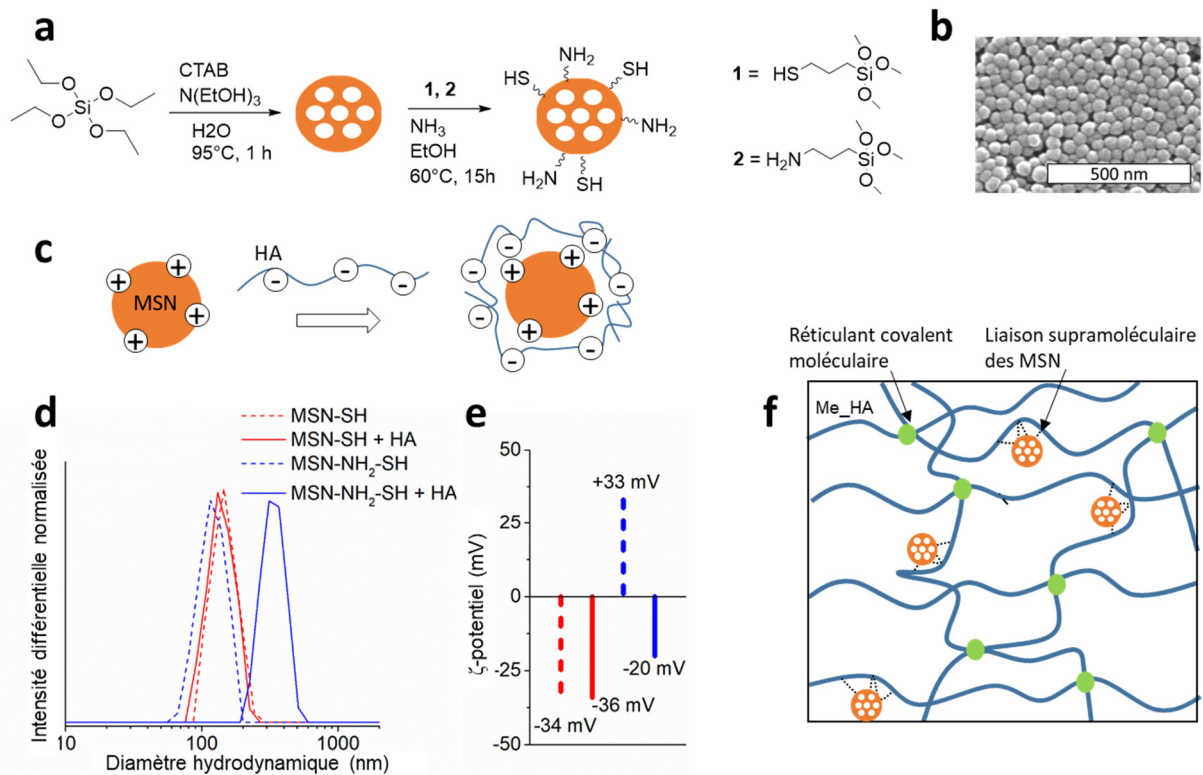 a
CTAB
N(EtOH)3
H2O
95°C, 1 h
1, 2
NH3
EtOH
60°C, 15h
NH2
HS
SH
NH2
H2N
SH
O
O
Si
O
O
1 =
HS
Si
O
O
O
2 =
H2N
Si
O
O
O
b
500 nm
c
MSN
+
+
+
+
HA
-
-
-
+
+
+
+
-
-
-
-
-
-
-
d
MSN-SH
MSN-SH + HA
MSN-NH2-SH
MSN-NH2-SH + HA
Intensité différentielle normalisée
10
100
1000
Diamètre hydrodynamique (nm)
e
ζ-potentiel (mV)
50
25
0
-25
-50
+33 mV
-20 mV
-36 mV
-34 mV
Réticulant covalent
moléculaire
Liaison supramoléculaire
des MSN
f
Me_HA